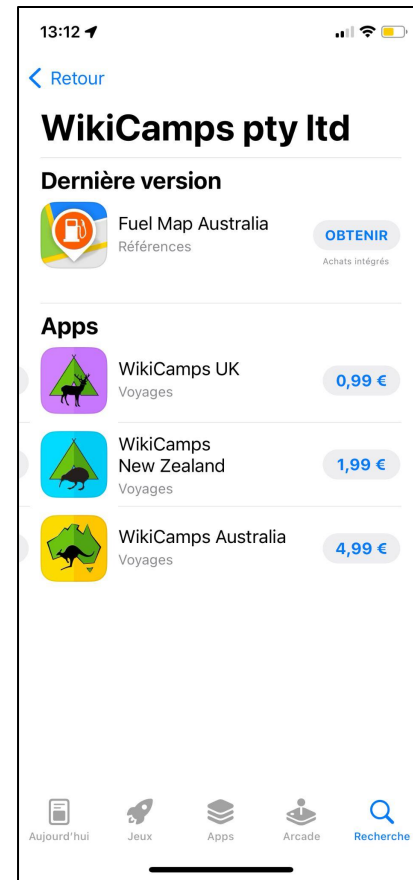 13:12
Retour
WikiCamps pty ltd
Dernière version
Fuel Map Australia
Références
OBTENIR
Achats intégrés
Apps
WikiCamps UK
Voyages
0,99 €
WikiCamps
New Zealand
Voyages
1,99 €
WikiCamps Australia
Voyages
4,99 €
Aujourd'hui
Jeux
Apps
Arcade
Recherche